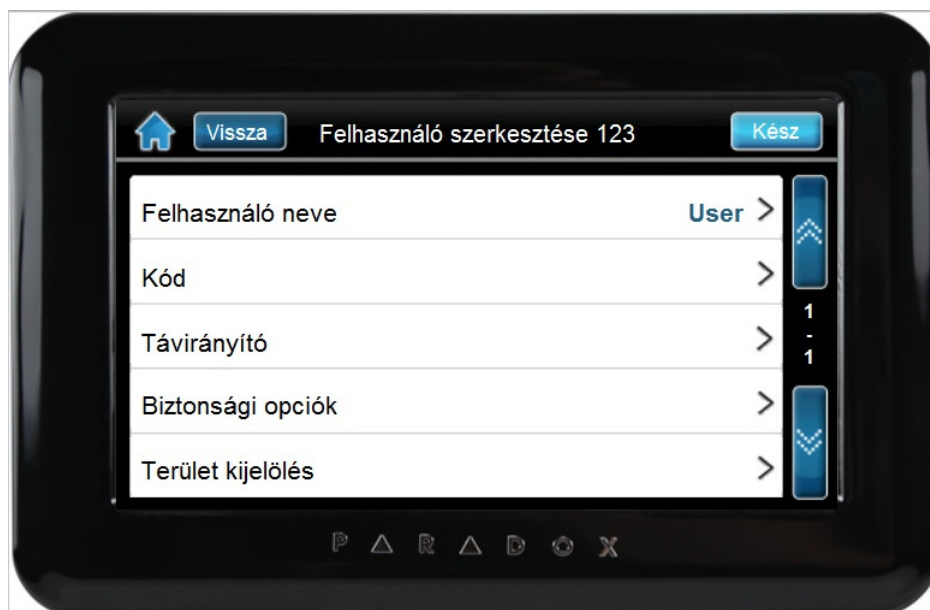 Vissza Felhasználó szerkesztése 123 Kész
Felhasználó neve User
Kód
Távirányító
Biztonsági opciók
Terület kijelölés
1
-
1
PARADOX